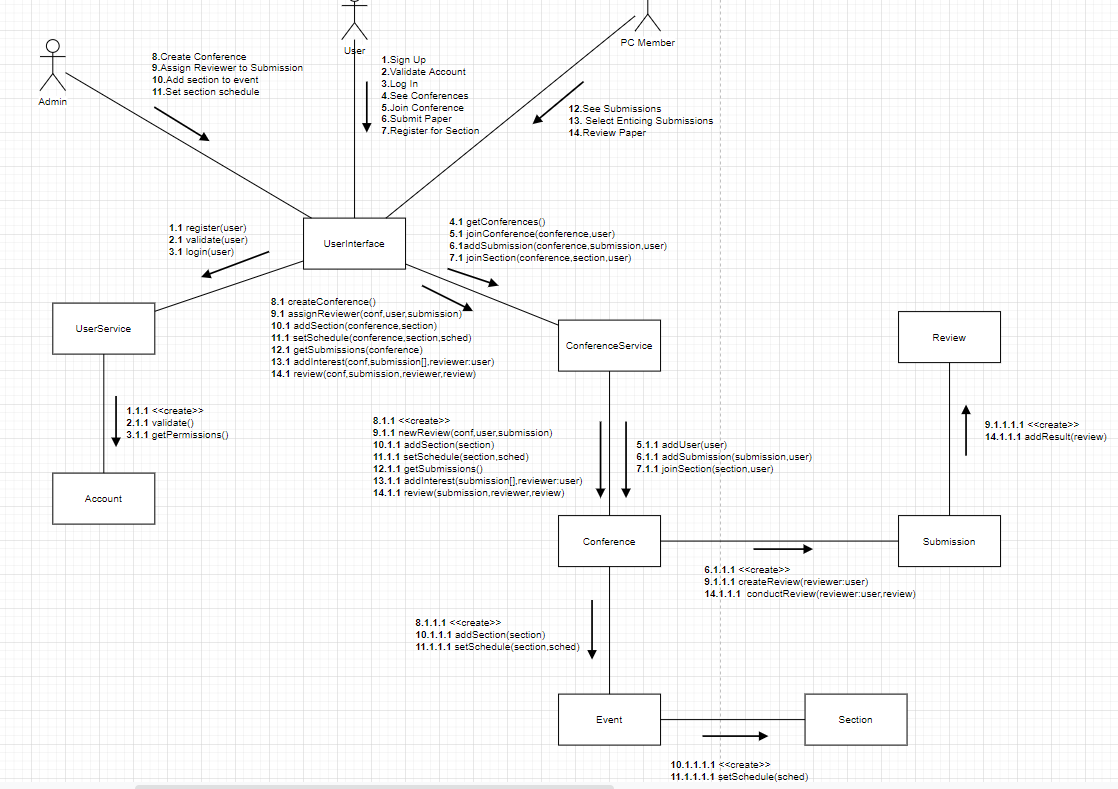 User
PC Member
Admin
8.Create Conference
9.Assign Reviewer to Submission
10.Add section to event
11.Set section schedule
1.Sign Up
2.Validate Account
3.Log In
4.See Conferences
5.Join Conference
6.Submit Paper
7.Register for Section
12.See Submissions
13. Select Enticing Submissions
14.Review Paper
1.1 register(user)
2.1 validate(user)
3.1 login(user)
UserInterface
4.1 getConferences()
5.1 joinConference(conference,user)
6.1addSubmission(conference,submission,user)
7.1 joinSection(conference,section,user)
8.1 createConference()
9.1 assignReviewer(conf,user,submission)
10.1 addSection(conference,section)
11.1 setSchedule(conference,section,sched)
12.1 getSubmissions(conference)
13.1 addInterest(conf,submission[],reviewer:user)
14.1 review(conf,submission,reviewer,review)
UserService
ConferenceService
Review
1.1.1 <<create>>
2.1.1 validate()
3.1.1 getPermissions()
8.1.1 <<create>>
9.1.1 newReview(conf,user,submission)
10.1.1 addSection(section)
11.1.1 setSchedule(section,sched)
12.1.1 getSubmissions()
13.1.1 addInterest(submission[],reviewer:user)
14.1.1 review(submission,reviewer,review)
5.1.1 addUser(user)
6.1.1 addSubmission(submission,user)
7.1.1 joinSection(section,user)
9.1.1.1.1 <<create>>
14.1.1.1 addResult(review)
Account
Conference
Submission
6.1.1.1 <<create>>
9.1.1.1 createReview(reviewer:user)
14.1.1.1  conductReview(reviewer:user,review)
8.1.1.1 <<create>>
10.1.1.1 addSection(section)
11.1.1.1 setSchedule(section,sched)
Event
Section
10.1.1.1.1 <<create>>
11.1.1.1.1 setSchedule(sched)